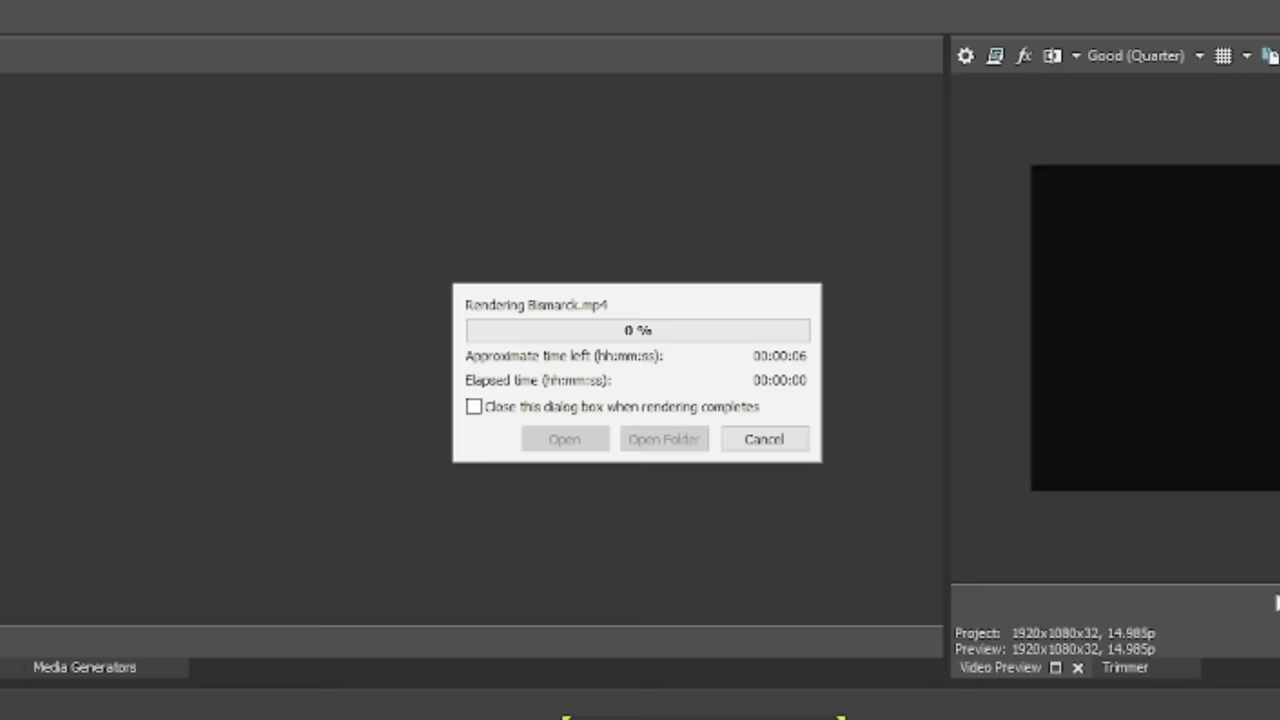 Good (Quarter)
Rendering Bismarck.mp4
0 %
Approximate time left (hh:mm:ss): 00:00:06
Elapsed time (hh:mm:ss): 00:00:00
Close this dialog box when rendering completes
Open Open Folder Cancel
Project: 1920x1080x32, 14.985p
Preview: 1920x1080x32, 14.985p
Media Generators
Video Preview Trimmer